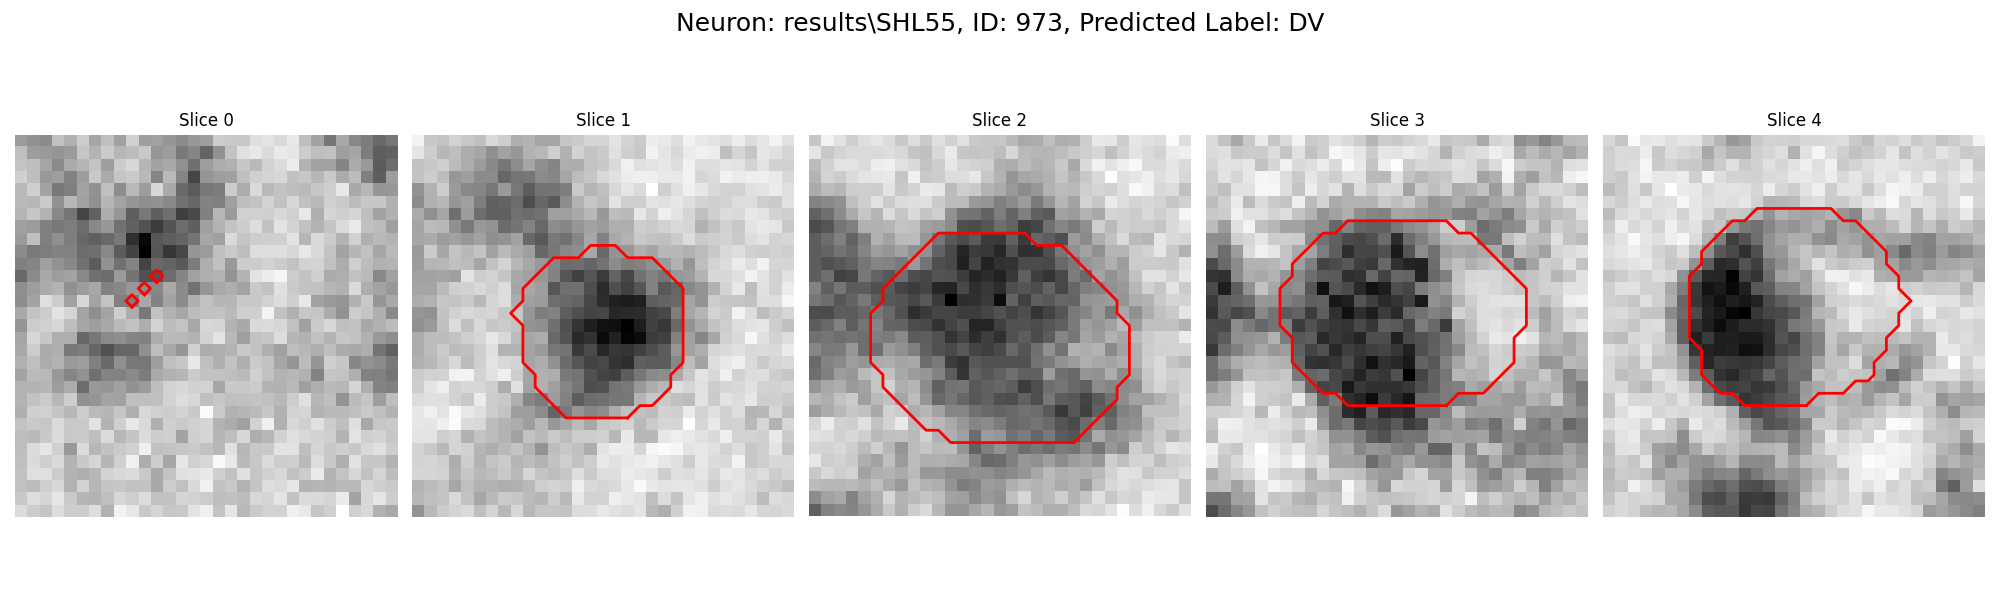 Neuron: results\SHL55, ID: 973, Predicted Label: DV
Slice 0
Slice 1
Slice 2
Slice 3
Slice 4